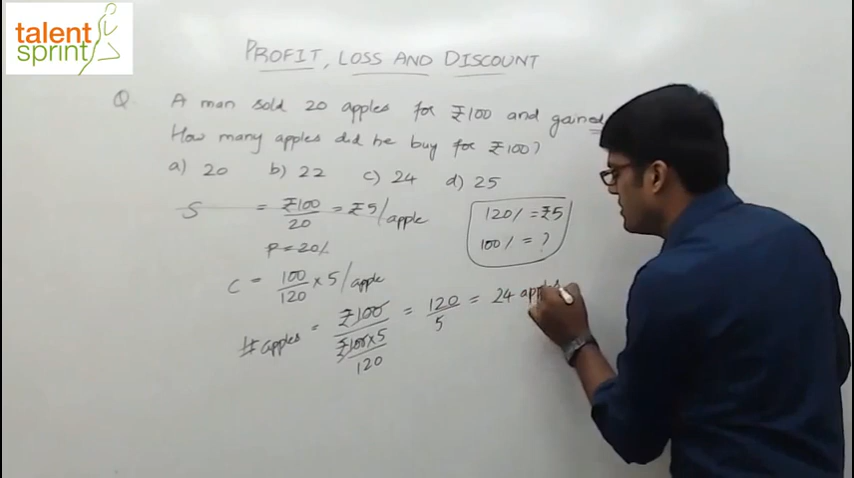 talent
sprint
PROFIT, LOSS AND DISCOUNT
Q A man sold 20 apples for ₹100 and gained
How many apples did he buy for ₹100?
a) 20 b) 22 c) 24 d) 25
S = ₹100/20 = ₹5/apple
P = 20%
120% = ₹5
100% = ?
C = 100/120 × 5/apple
# apples = ₹100/(₹100×5/120) = 120/5 = 24 apples